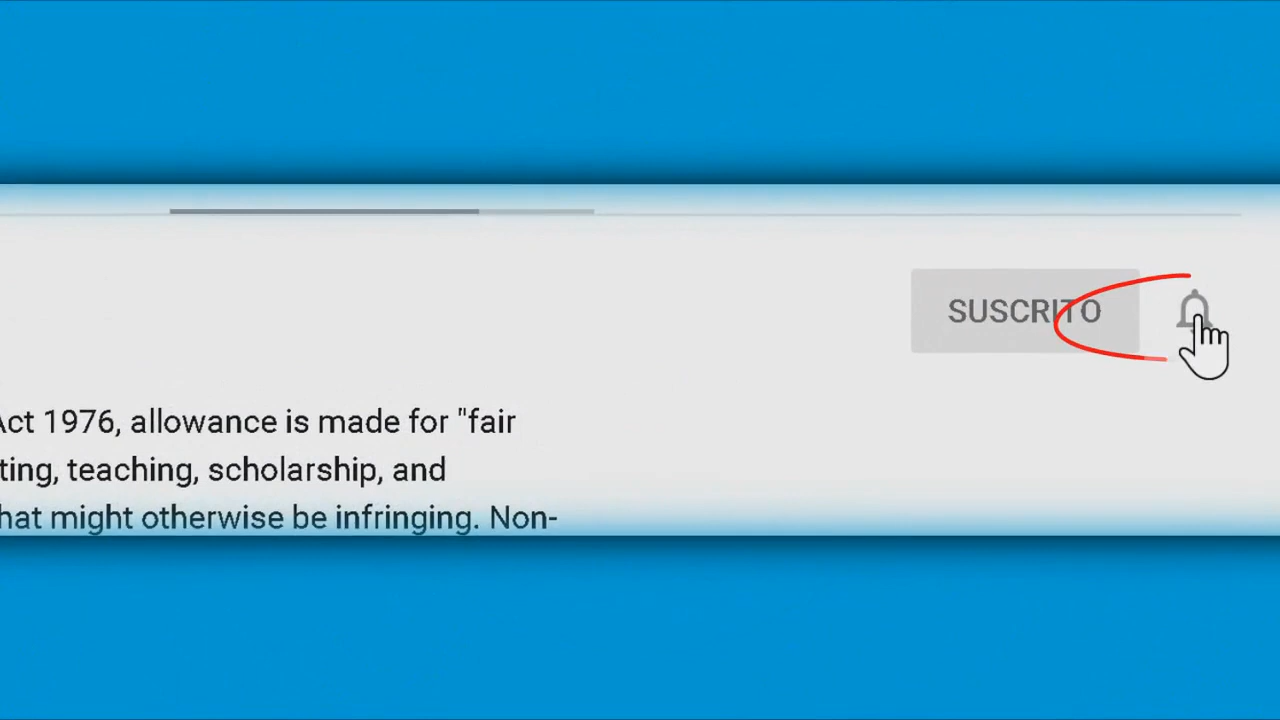 SUSCRITO
Act 1976, allowance is made for "fair
ting, teaching, scholarship, and
hat might otherwise be infringing. Non-